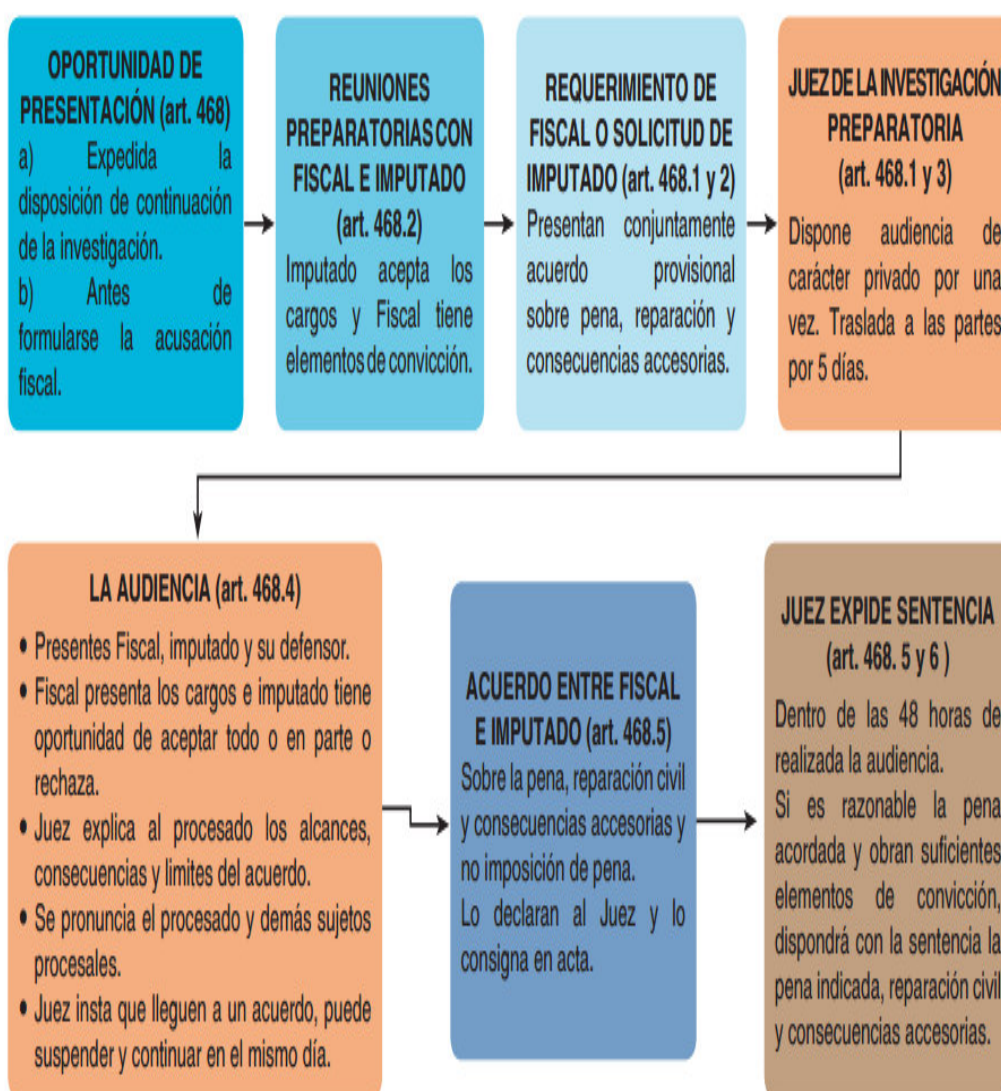 OPORTUNIDAD DE
PRESENTACIÓN (art. 468)
a) Expedida la
disposición de continuación
de la investigación.
b) Antes de
formularse la acusación
fiscal.
REUNIONES
PREPARATORIAS CON
FISCAL E IMPUTADO
(art. 468.2)
Imputado acepta los
cargos y Fiscal tiene
elementos de convicción.
REQUERIMIENTO DE
FISCAL O SOLICITUD DE
IMPUTADO (art. 468.1 y 2)
Presentan conjuntamente
acuerdo provisional
sobre pena, reparación y
consecuencias accesorias.
JUEZ DE LA INVESTIGACIÓN
PREPARATORIA
(art. 468.1 y 3)
Dispone audiencia de
carácter privado por una
vez. Traslada a las partes
por 5 días.
LA AUDIENCIA (art. 468.4)
• Presentes Fiscal, imputado y su defensor.
• Fiscal presenta los cargos e imputado tiene
oportunidad de aceptar todo o en parte o
rechaza.
• Juez explica al procesado los alcances,
consecuencias y limites del acuerdo.
• Se pronuncia el procesado y demás sujetos
procesales.
• Juez insta que lleguen a un acuerdo, puede
suspender y continuar en el mismo día.
ACUERDO ENTRE FISCAL
E IMPUTADO (art. 468.5)
Sobre la pena, reparación civil
y consecuencias accesorias y
no imposición de pena.
Lo declaran al Juez y lo
consigna en acta.
JUEZ EXPIDE SENTENCIA
(art. 468. 5 y 6 )
Dentro de las 48 horas de
realizada la audiencia.
Si es razonable la pena
acordada y obran suficientes
elementos de convicción,
dispondrá con la sentencia la
pena indicada, reparación civil
y consecuencias accesorias.